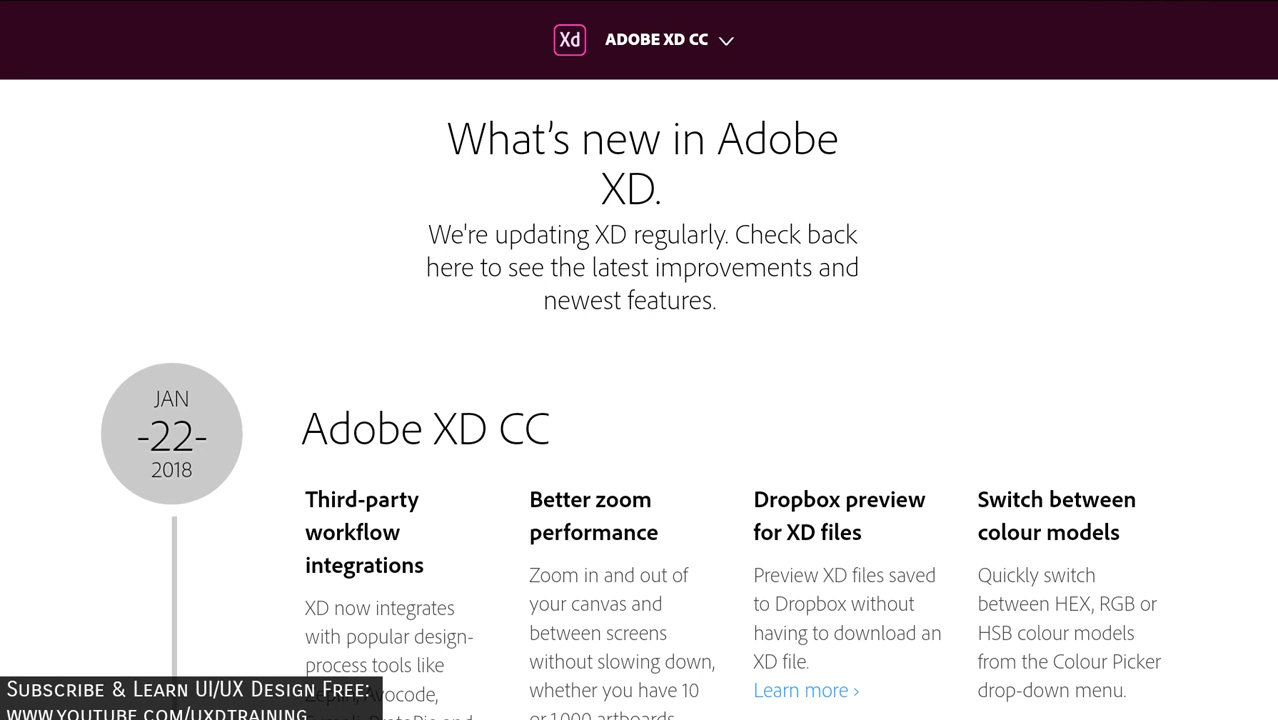 Xd ADOBE XD CC
What's new in Adobe
XD.
We're updating XD regularly. Check back
here to see the latest improvements and
newest features.
JAN
-22-
2018
Adobe XD CC
Third-party
workflow
integrations
XD now integrates
with popular design-
process tools like
Zeplin, Avocode,
Better zoom
performance
Zoom in and out of
your canvas and
between screens
without slowing down,
whether you have 10
or 1000 artboards
Dropbox preview
for XD files
Preview XD files saved
to Dropbox without
having to download an
XD file.
Learn more ›
Switch between
colour models
Quickly switch
between HEX, RGB or
HSB colour models
from the Colour Picker
drop-down menu.
Subscribe & Learn UI/UX Design Free:
www.youtube.com/uxdtraining